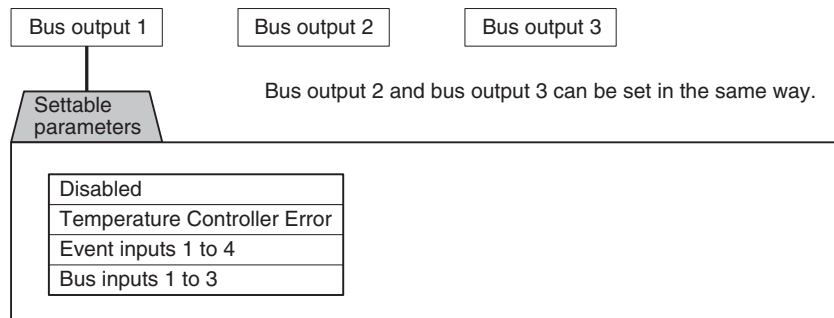 Bus output 1
Bus output 2
Bus output 3
Settable
parameters
Bus output 2 and bus output 3 can be set in the same way.
Disabled
Temperature Controller Error
Event inputs 1 to 4
Bus inputs 1 to 3